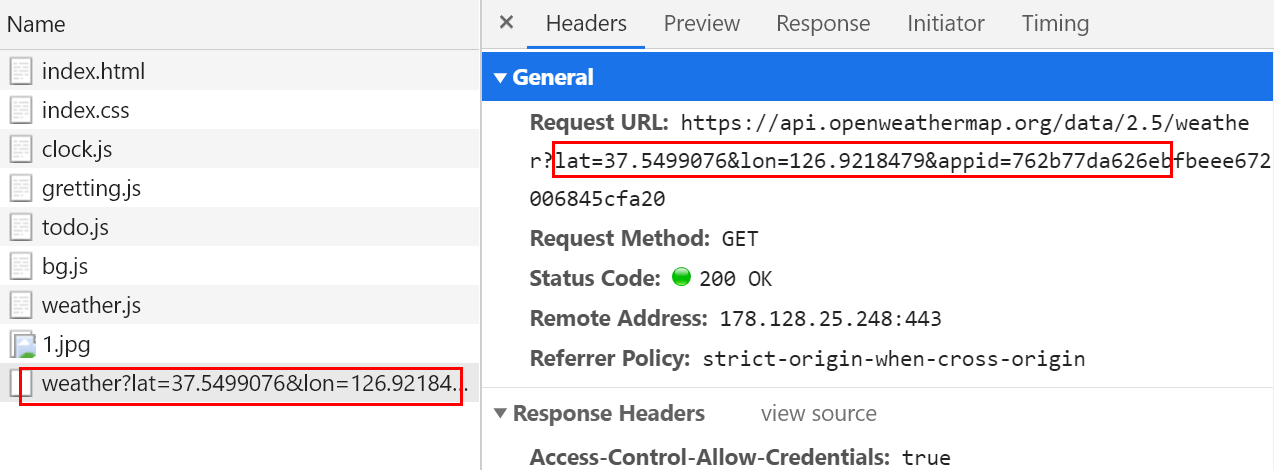 Name
index.html
index.css
clock.js
gretting.js
todo.js
bg.js
weather.js
1.jpg
weather?lat=37.5499076&lon=126.92184...
× Headers Preview Response Initiator Timing
▼ General
Request URL: https://api.openweathermap.org/data/2.5/weathe
r?lat=37.5499076&lon=126.9218479&appid=762b77da626ebfbeee672
006845cfa20
Request Method: GET
Status Code: 200 OK
Remote Address: 178.128.25.248:443
Referrer Policy: strict-origin-when-cross-origin
▼ Response Headers view source
Access-Control-Allow-Credentials: true